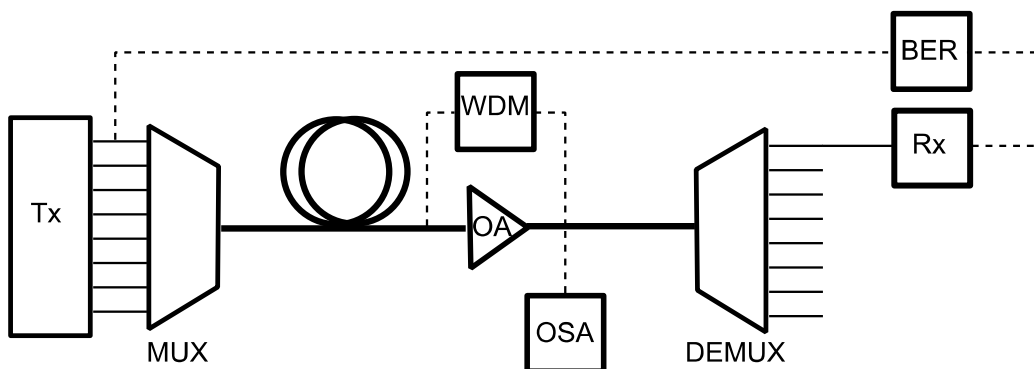 BER
WDM
Rx
Tx
OA
OSA
MUX
DEMUX